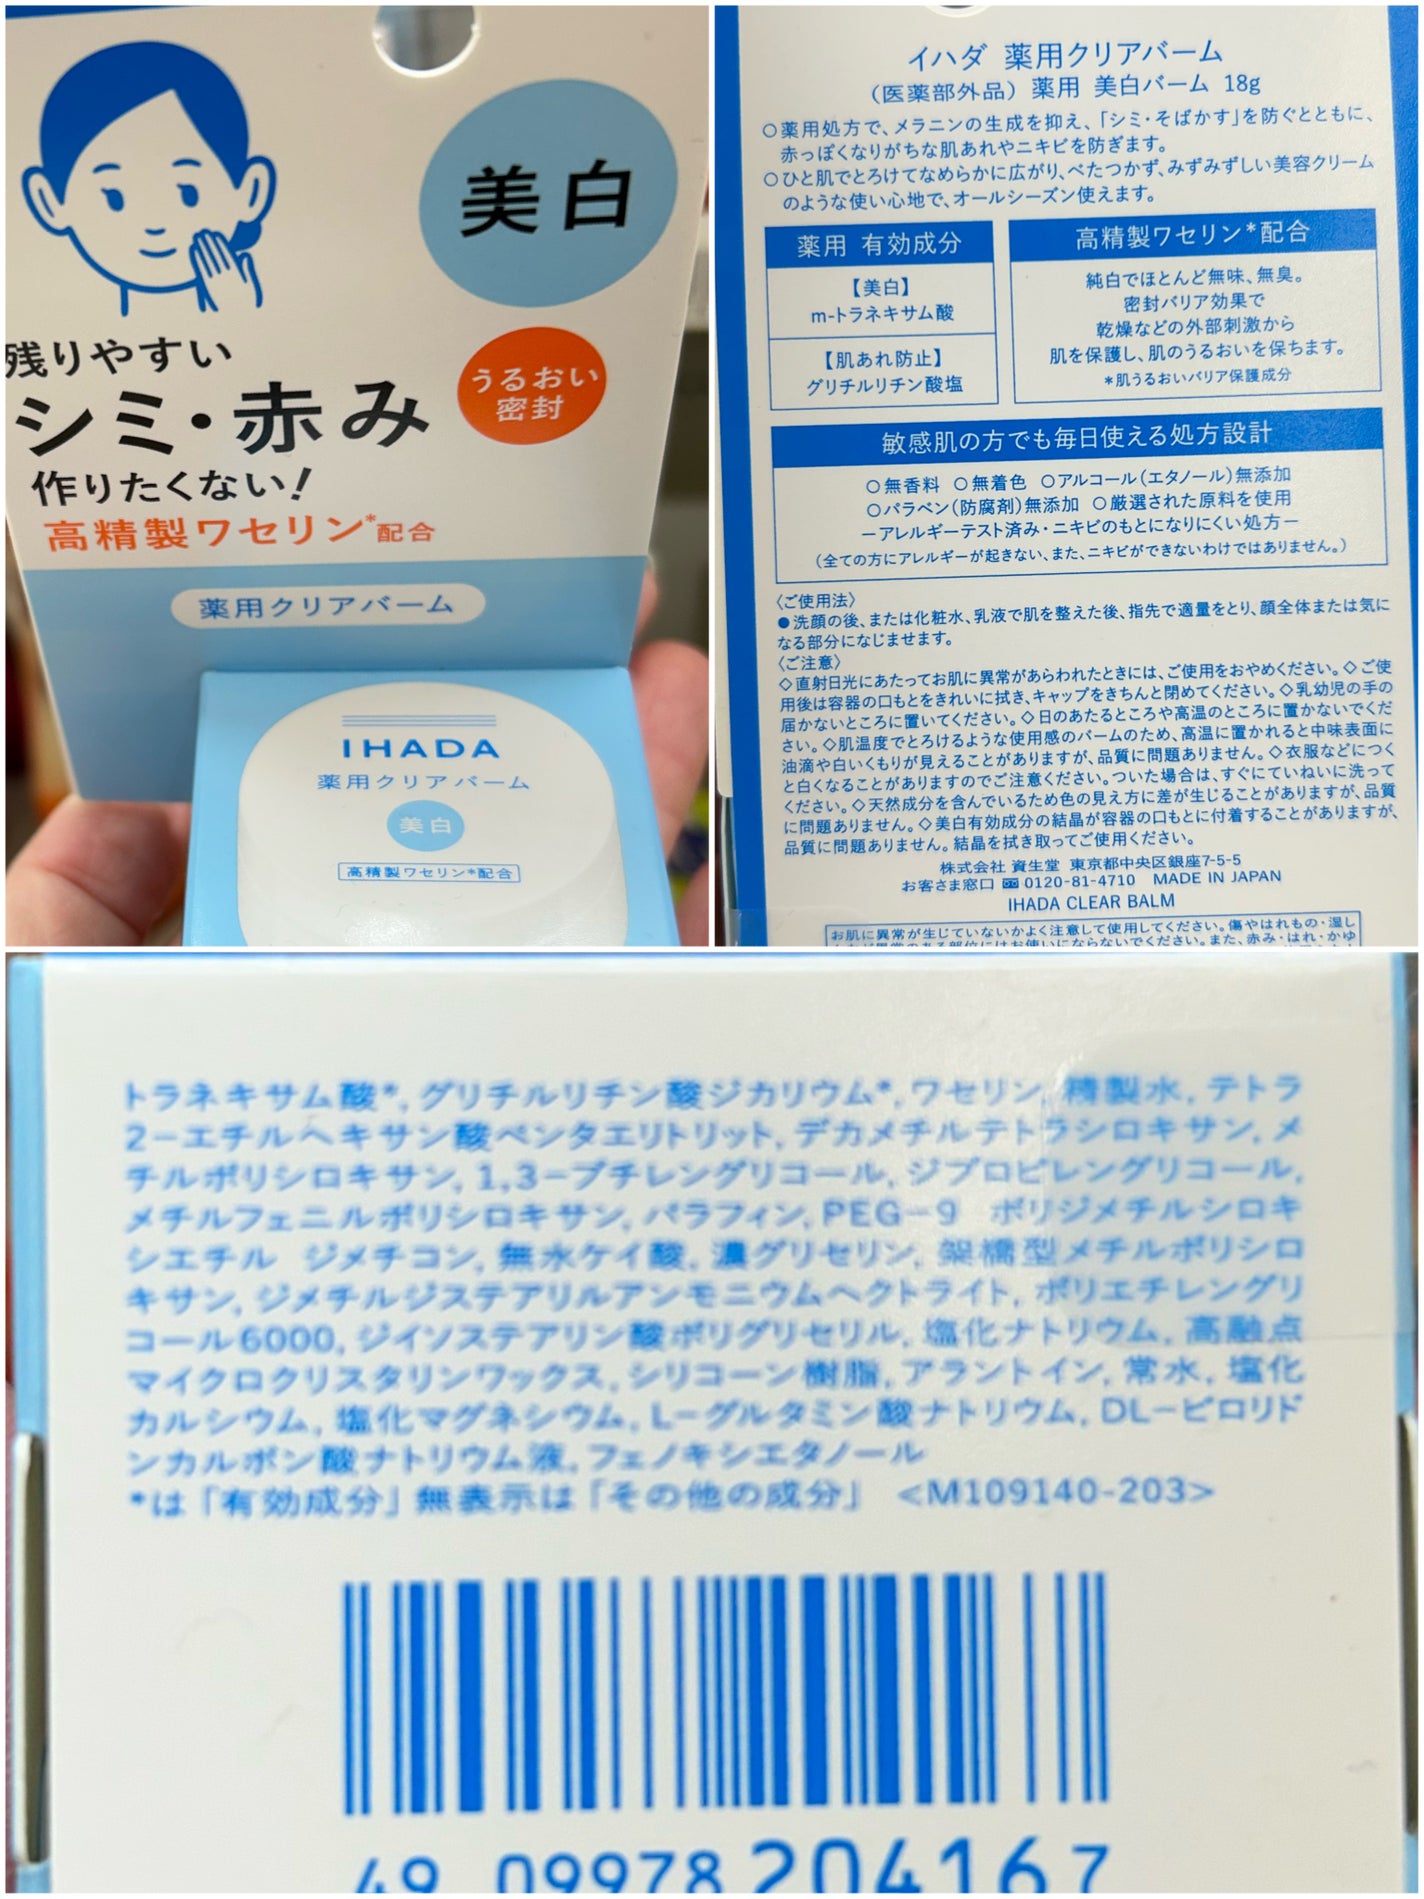 美白
残りやすい
シミ・赤み
作りたくない!
うるおい
密封
高精製ワセリン*配合
薬用クリアバーム
IHADA
薬用クリアバーム
美白
高精製ワセリン*配合
イハダ 薬用クリアバーム
(医薬部外品) 薬用 美白バーム 18g
○薬用処方で、メラニンの生成を抑え、「シミ・そばかす」を防ぐとともに、
赤っぽくなりがちな肌あれやニキビを防ぎます。
○ひと肌でとろけてなめらかに広がり、べたつかず、みずみずしい美容クリーム
のような使い心地で、オールシーズン使えます。
薬用 有効成分
【美白】
m-トラネキサム酸
【肌あれ防止】
グリチルリチン酸塩
高精製ワセリン*配合
純白でほとんど無味、無臭。
密封バリア効果で
乾燥などの外部刺激から
肌を保護し、肌のうるおいを保ちます。
*肌うるおいバリア保護成分
敏感肌の方でも毎日使える処方設計
○無香料 ○無着色 ○アルコール(エタノール)無添加
○パラベン(防腐剤)無添加 ○厳選された原料を使用
ーアレルギーテスト済み・ニキビのもとになりにくい処方ー
(全ての方にアレルギーが起きない、また、ニキビができないわけではありません。)
〈ご使用法〉
●洗顔の後、または化粧水、乳液で肌を整えた後、指先で適量をとり、顔全体または気に
なる部分になじませます。
〈ご注意〉
◇直射日光にあたってお肌に異常があらわれたときには、ご使用をおやめください。◇ご使
用後は容器の口もとをきれいに拭き、キャップをきちんと閉めてください。◇乳幼児の手の
届かないところに置いてください。◇日のあたるところや高温のところに置かないでくだ
さい。◇肌温度でとろけるような使用感のバームのため、高温に置かれると中味表面に
油滴や白いくもりが見えることがありますが、品質に問題ありません。◇衣服などにつく
と白くなることがありますのでご注意ください。ついた場合は、すぐにていねいに洗って
ください。◇天然成分を含んでいるため色の見え方に差が生じることがありますが、品質
に問題ありません。◇美白有効成分の結晶が容器の口もとに付着することがありますが、
品質に問題ありません。結晶を拭き取ってご使用ください。
株式会社 資生堂 東京都中央区銀座7-5-5
お客さま窓口 0120-81-4710 MADE IN JAPAN
IHADA CLEAR BALM
お肌に異常が生じていないかよく注意して使用してください。傷やはれもの・湿し
トラネキサム酸*,グリチルリチン酸ジカリウム*,ワセリン,精製水,テトラ
2−エチルヘキサン酸ペンタエリトリット,デカメチルテトラシロキサン,メ
チルポリシロキサン,1,3−ブチレングリコール,ジプロピレングリコール,
メチルフェニルポリシロキサン,パラフィン,PEG−9 ポリジメチルシロキ
シエチル ジメチコン,無水ケイ酸,濃グリセリン,架橋型メチルポリシロ
キサン,ジメチルジステアリルアンモニウムヘクトライト,ポリエチレングリ
コール6000,ジイソステアリン酸ポリグリセリル,塩化ナトリウム,高融点
マイクロクリスタリンワックス,シリコーン樹脂,アラントイン,常水,塩化
カルシウム,塩化マグネシウム,L−グルタミン酸ナトリウム,DL−ピロリド
ンカルボン酸ナトリウム液,フェノキシエタノール
*は「有効成分」無表示は「その他の成分」 <M109140-203>
49 09978 204167